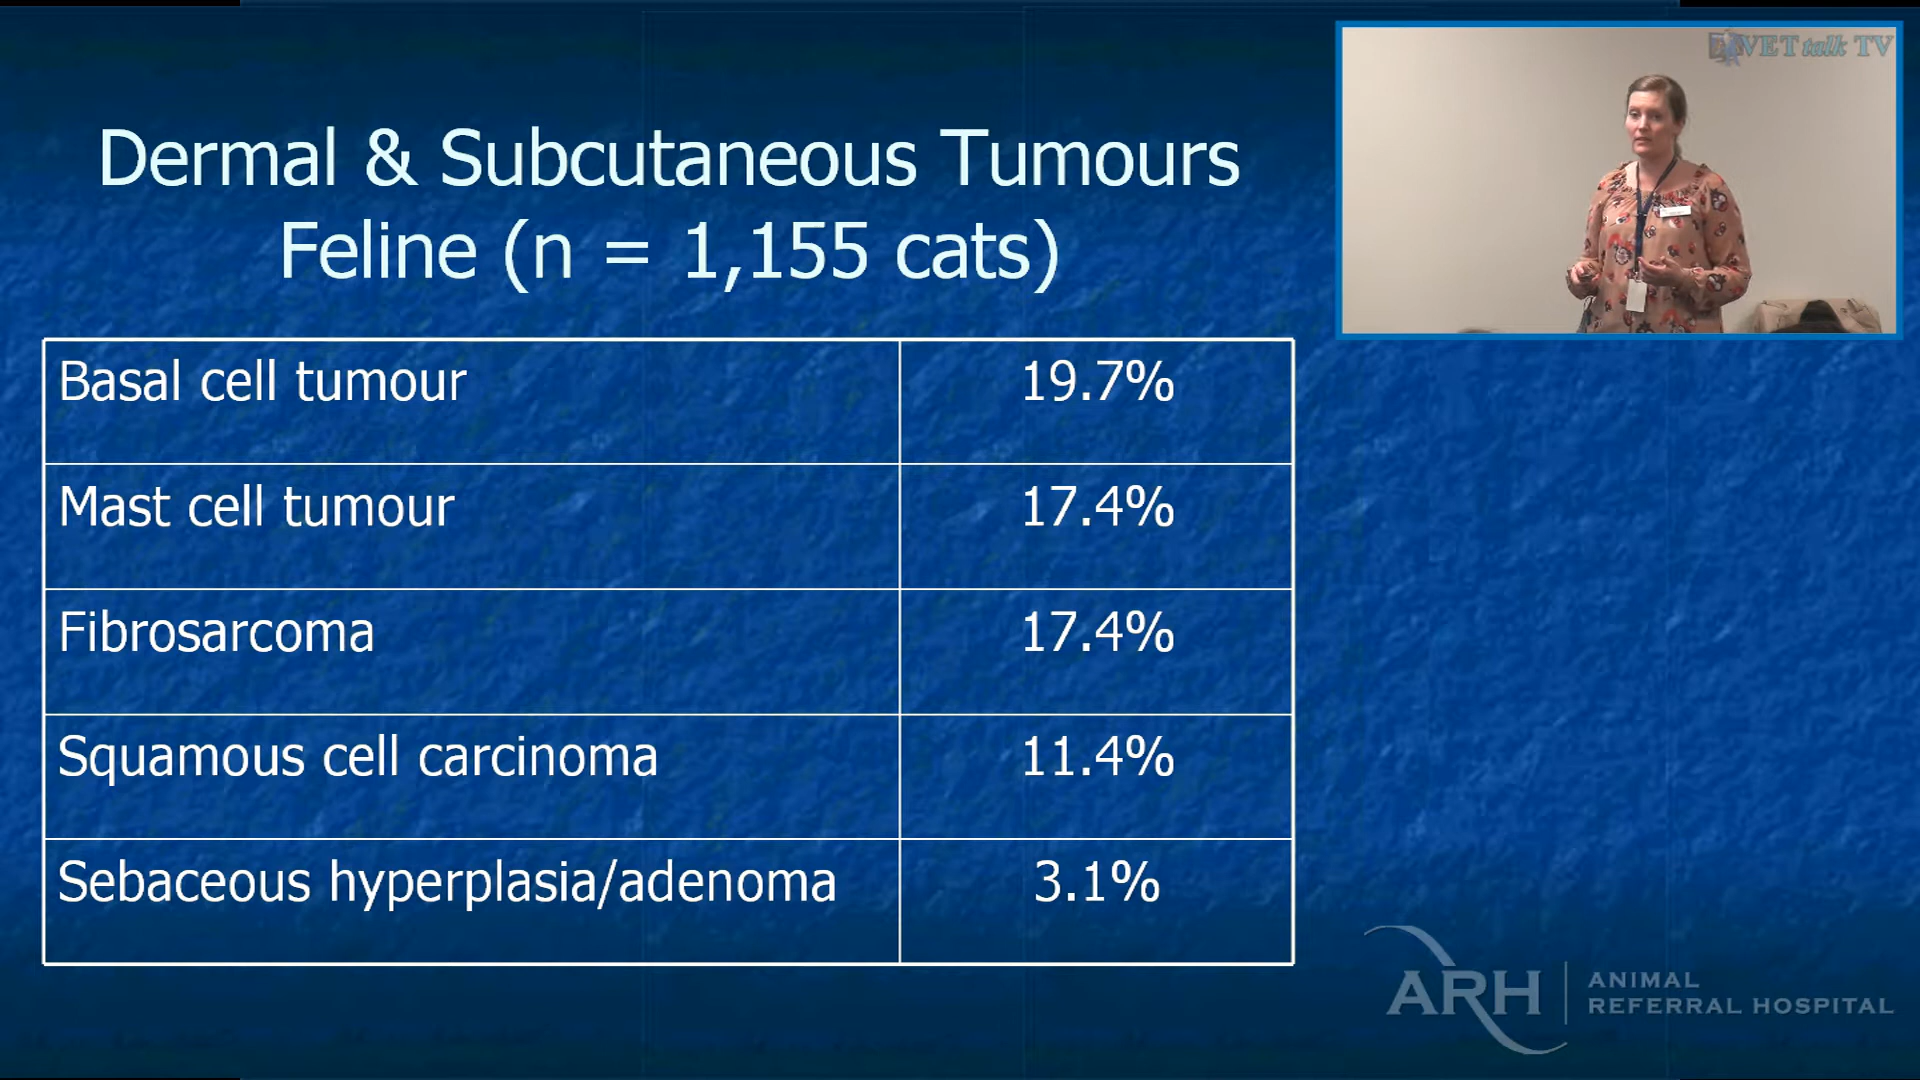 Dermal & Subcutaneous Tumours
Feline (n = 1,155 cats)
VET talk TV
Basal cell tumour 19.7%
Mast cell tumour 17.4%
Fibrosarcoma 17.4%
Squamous cell carcinoma 11.4%
Sebaceous hyperplasia/adenoma 3.1%
ARH
ANIMAL
REFERRAL HOSPITAL